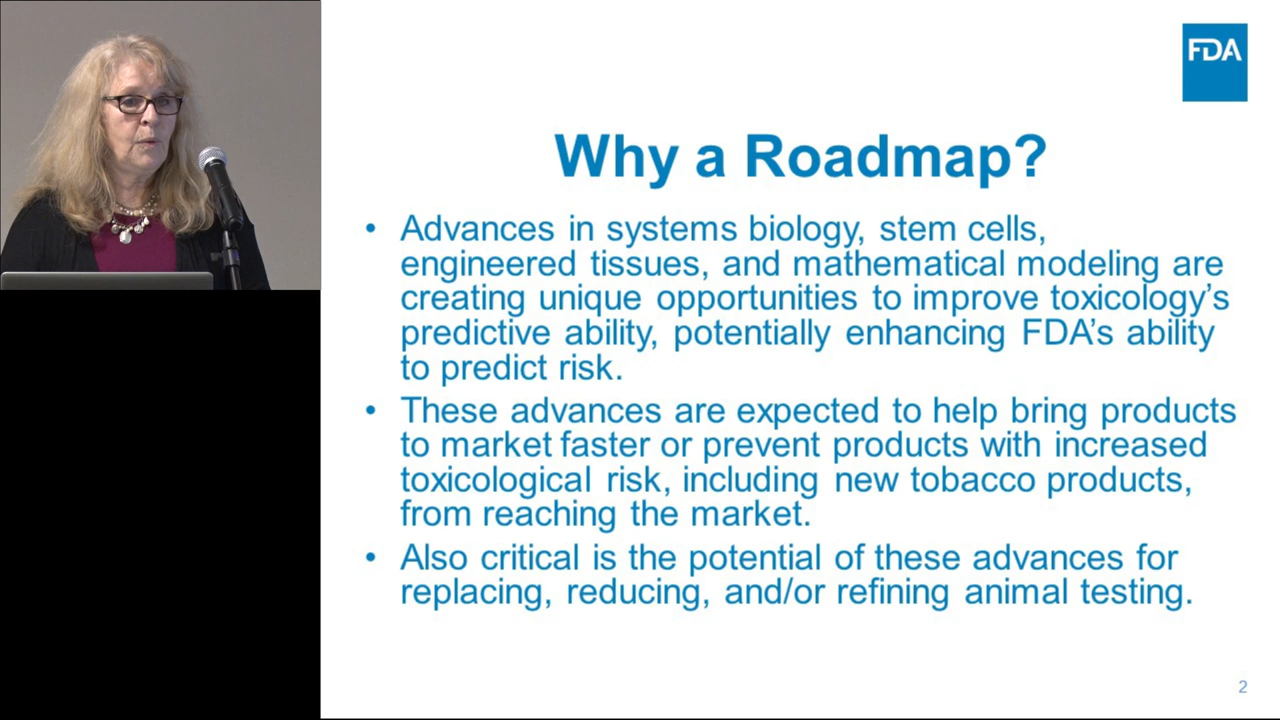 FDA
Why a Roadmap?
• Advances in systems biology, stem cells,
engineered tissues, and mathematical modeling are
creating unique opportunities to improve toxicology’s
predictive ability, potentially enhancing FDA’s ability
to predict risk.
• These advances are expected to help bring products
to market faster or prevent products with increased
toxicological risk, including new tobacco products,
from reaching the market.
• Also critical is the potential of these advances for
replacing, reducing, and/or refining animal testing.
2